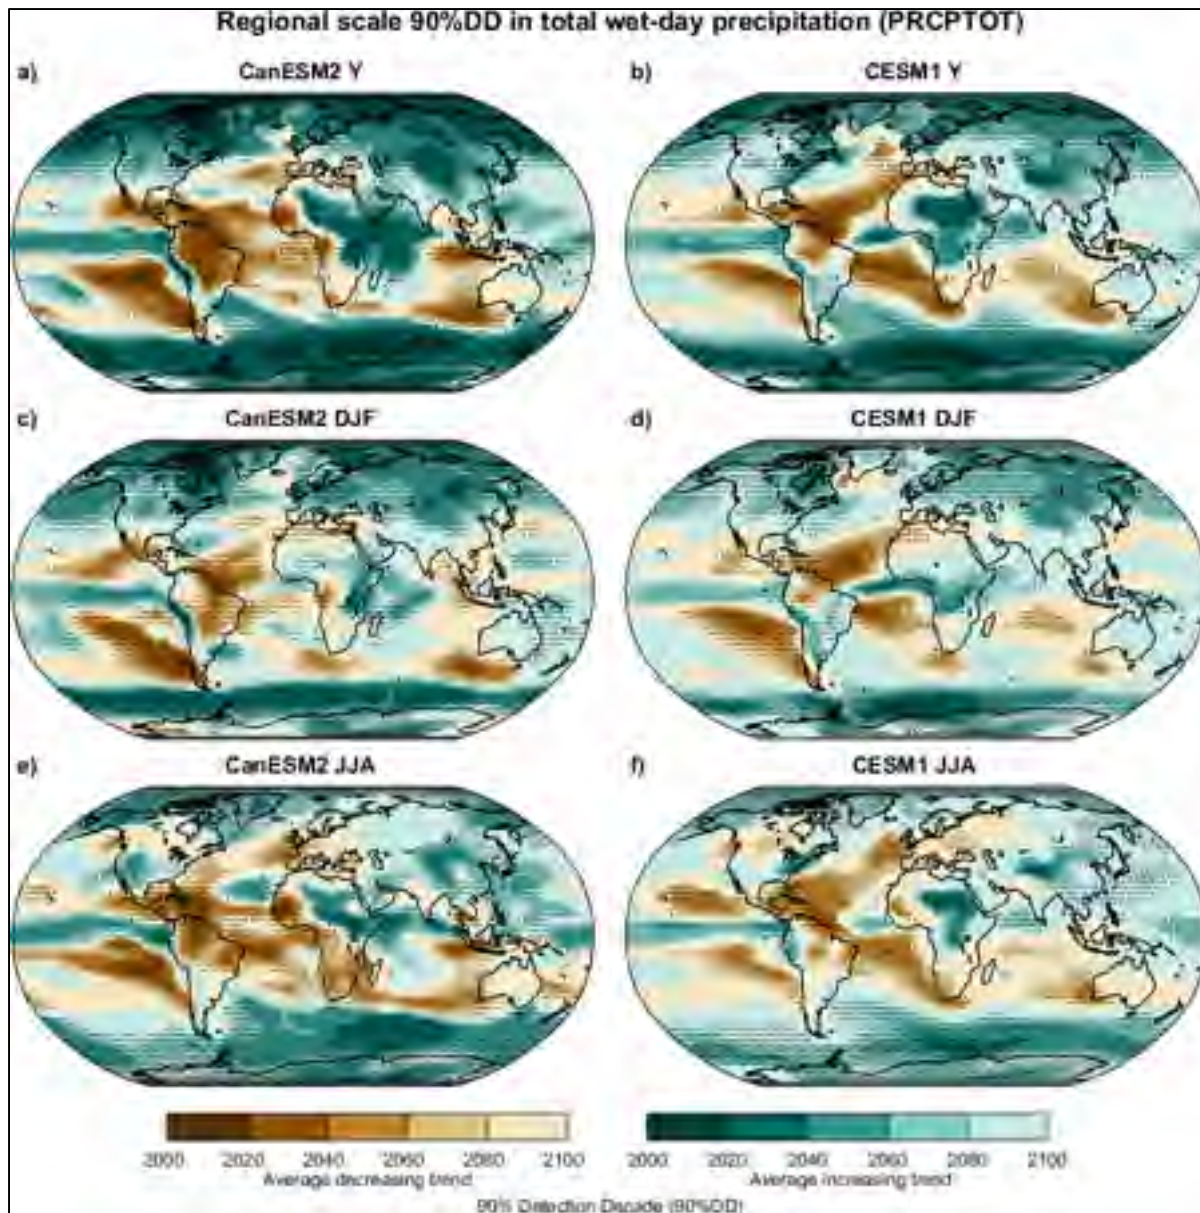 Regional scale 90%DD in total wet-day precipitation (PRCPTOT)
a) CanESM2 Y b) CESM1 Y
c) CanESM2 DJF d) CESM1 DJF
e) CanESM2 JJA f) CESM1 JJA
2000 2020 2040 2060 2080 2100 2000 2020 2040 2060 2080 2100
Average decreasing trend Average increasing trend
90% Detection Decade (90%DD)